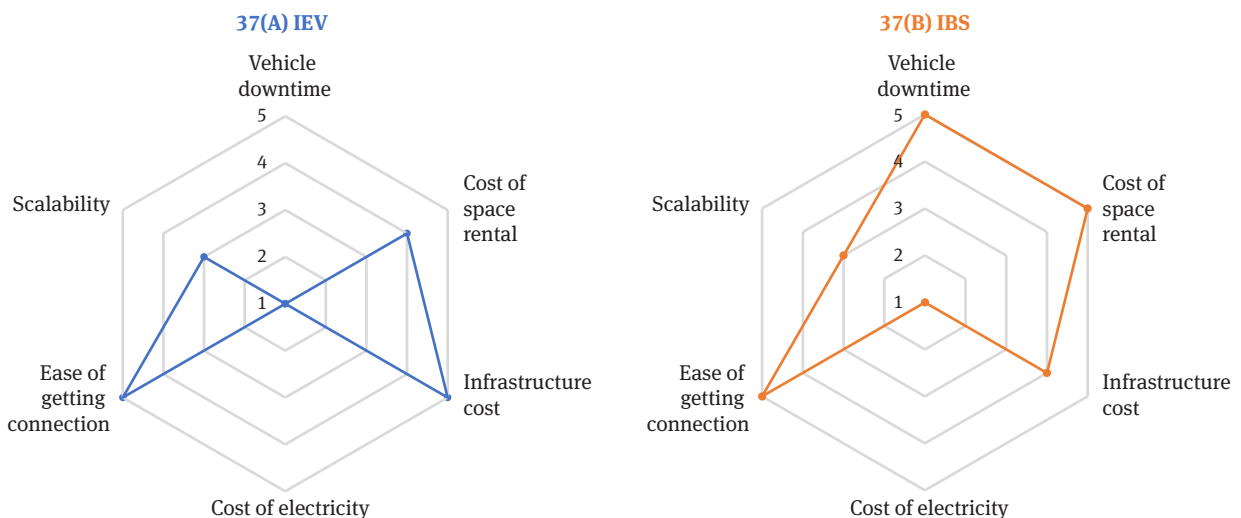 37(A) IEV
Vehicle
downtime
5
4
3
2
1
Scalability
Cost of
space
rental
Ease of
getting
connection
Infrastructure
cost
Cost of electricity
37(B) IBS
Vehicle
downtime
5
4
3
2
1
Scalability
Cost of
space
rental
Ease of
getting
connection
Infrastructure
cost
Cost of electricity